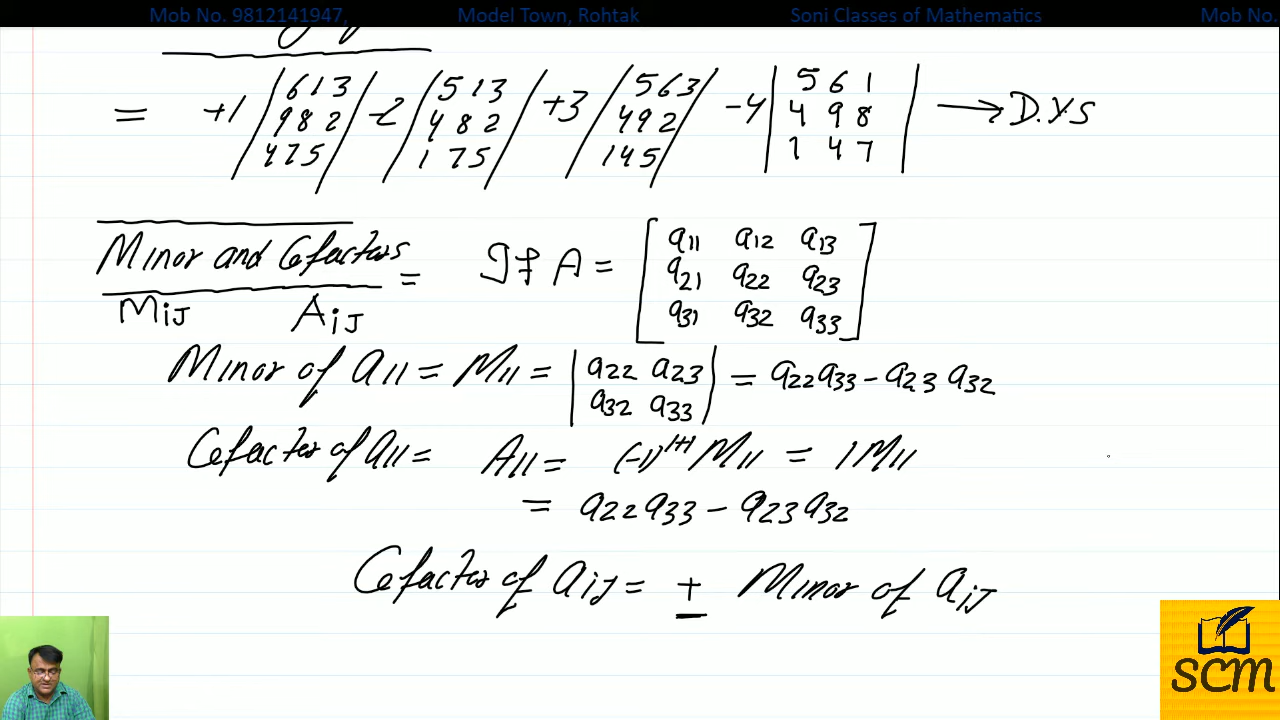 Mob No. 9812141947, Model Town, Rohtak Soni Classes of Mathematics Mob No.
= +1 |6 1 3| -2 |5 1 3| +3 |5 6 3| -4 |5 6 1| → D.Y.S
|9 8 2| |4 8 2| |4 9 2| |4 9 8|
|4 7 5| |1 7 5| |1 4 5| |1 4 7|
Minor and Cofactors = If A = [a11 a12 a13
a21 a22 a23
a31 a32 a33]
Mij Aij
Minor of a11 = M11 = |a22 a23| = a22a33 - a23 a32
|a32 a33|
Cofactor of a11 = A11 = (-1)^1+1 M11 = 1M11
= a22a33 - a23a32
Cofactor of aij = ± Minor of aij
SCM